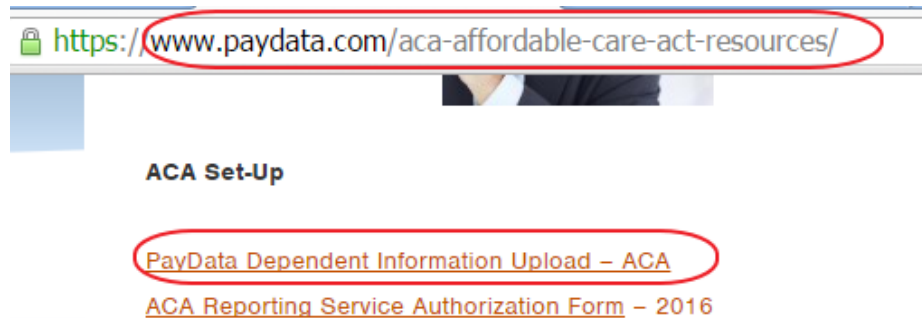 https://www.paydata.com/aca-affordable-care-act-resources/
ACA Set-Up
PayData Dependent Information Upload – ACA
ACA Reporting Service Authorization Form – 2016